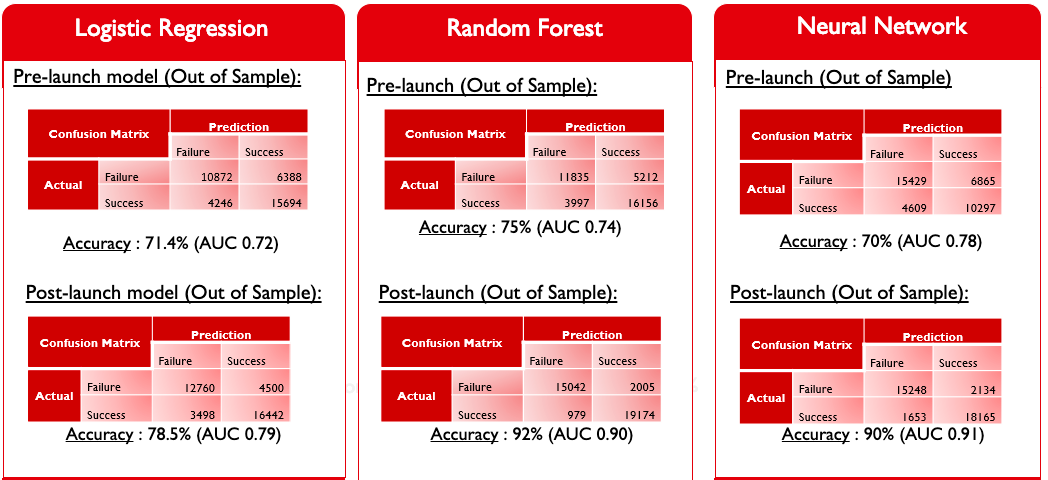 Logistic Regression
Pre-launch model (Out of Sample):
Confusion Matrix
Prediction
Failure Success
Actual
Failure 10872 6388
Success 4246 15694
Accuracy : 71.4% (AUC 0.72)
Post-launch model (Out of Sample):
Confusion Matrix
Prediction
Failure Success
Actual
Failure 12760 4500
Success 3498 16442
Accuracy : 78.5% (AUC 0.79)
Random Forest
Pre-launch (Out of Sample):
Confusion Matrix
Prediction
Failure Success
Actual
Failure 11835 5212
Success 3997 16156
Accuracy : 75% (AUC 0.74)
Post-launch (Out of Sample):
Confusion Matrix
Prediction
Failure Success
Actual
Failure 15042 2005
Success 979 19174
Accuracy : 92% (AUC 0.90)
Neural Network
Pre-launch (Out of Sample)
Confusion Matrix
Prediction
Failure Success
Actual
Failure 15429 6865
Success 4609 10297
Accuracy : 70% (AUC 0.78)
Post-launch (Out of Sample):
Confusion Matrix
Prediction
Failure Success
Actual
Failure 15248 2134
Success 1653 18165
Accuracy : 90% (AUC 0.91)